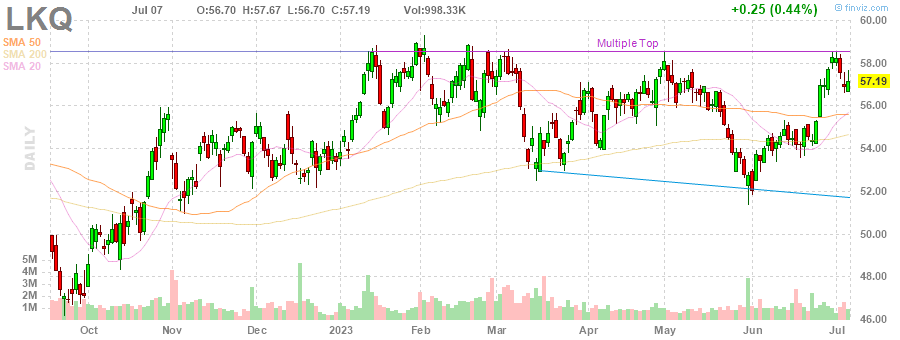 LKQ
Jul 07 O:56.70 H:57.67 L:56.70 C:57.19 Vol:998.33K +0.25 (0.44%)
© finviz.com
SMA 50
SMA 200
SMA 20
DAILY
Multiple Top
60.00
58.00
57.19
56.00
54.00
52.00
50.00
48.00
46.00
5M
4M
3M
2M
1M
Oct Nov Dec 2023 Feb Mar Apr May Jun Jul